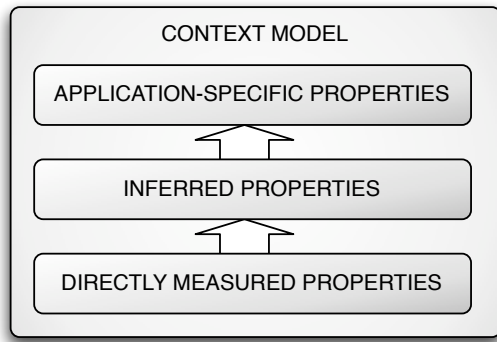 CONTEXT MODEL
APPLICATION-SPECIFIC PROPERTIES
INFERRED PROPERTIES
DIRECTLY MEASURED PROPERTIES